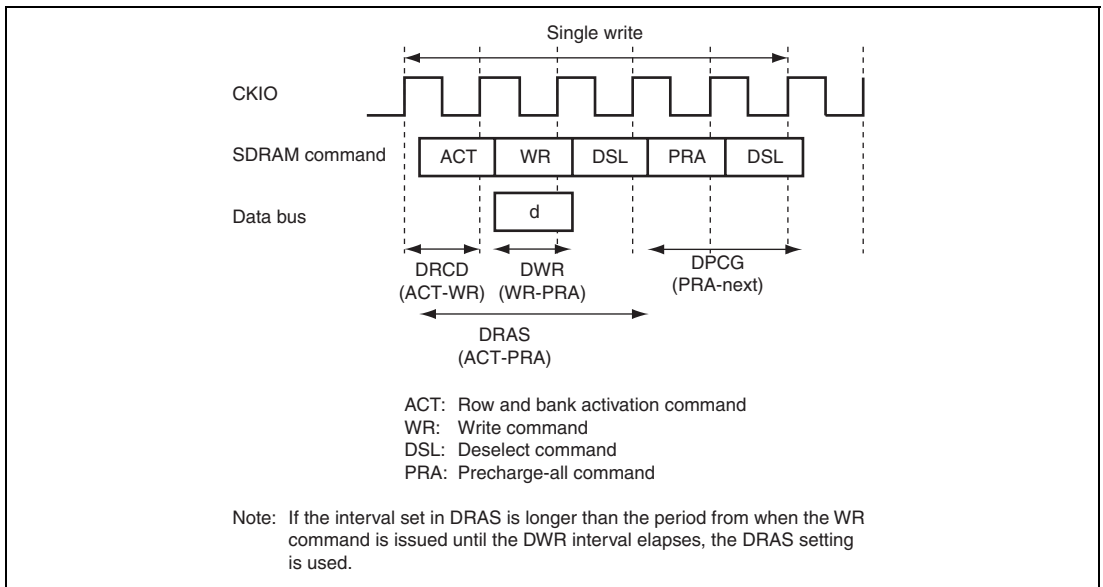 Single write
CKIO
SDRAM command
ACT WR DSL PRA DSL
Data bus
d
DRCD
(ACT-WR)
DWR
(WR-PRA)
DPCG
(PRA-next)
DRAS
(ACT-PRA)
ACT: Row and bank activation command
WR: Write command
DSL: Deselect command
PRA: Precharge-all command
Note: If the interval set in DRAS is longer than the period from when the WR
command is issued until the DWR interval elapses, the DRAS setting
is used.